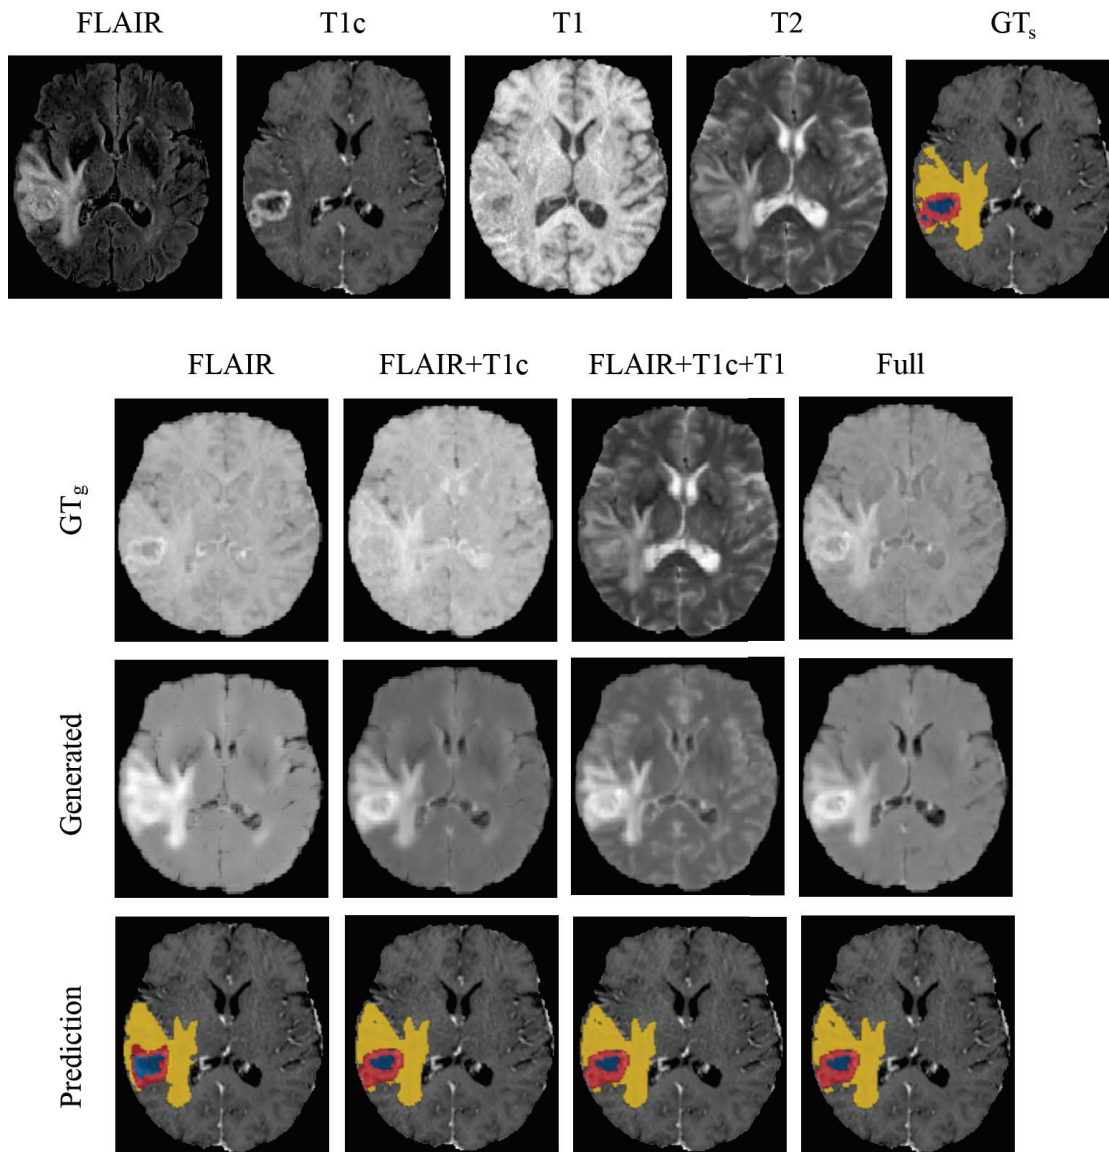 FLAIR T1c T1 T2 GTs
FLAIR FLAIR+T1c FLAIR+T1c+T1 Full
GTg
Generated
Prediction